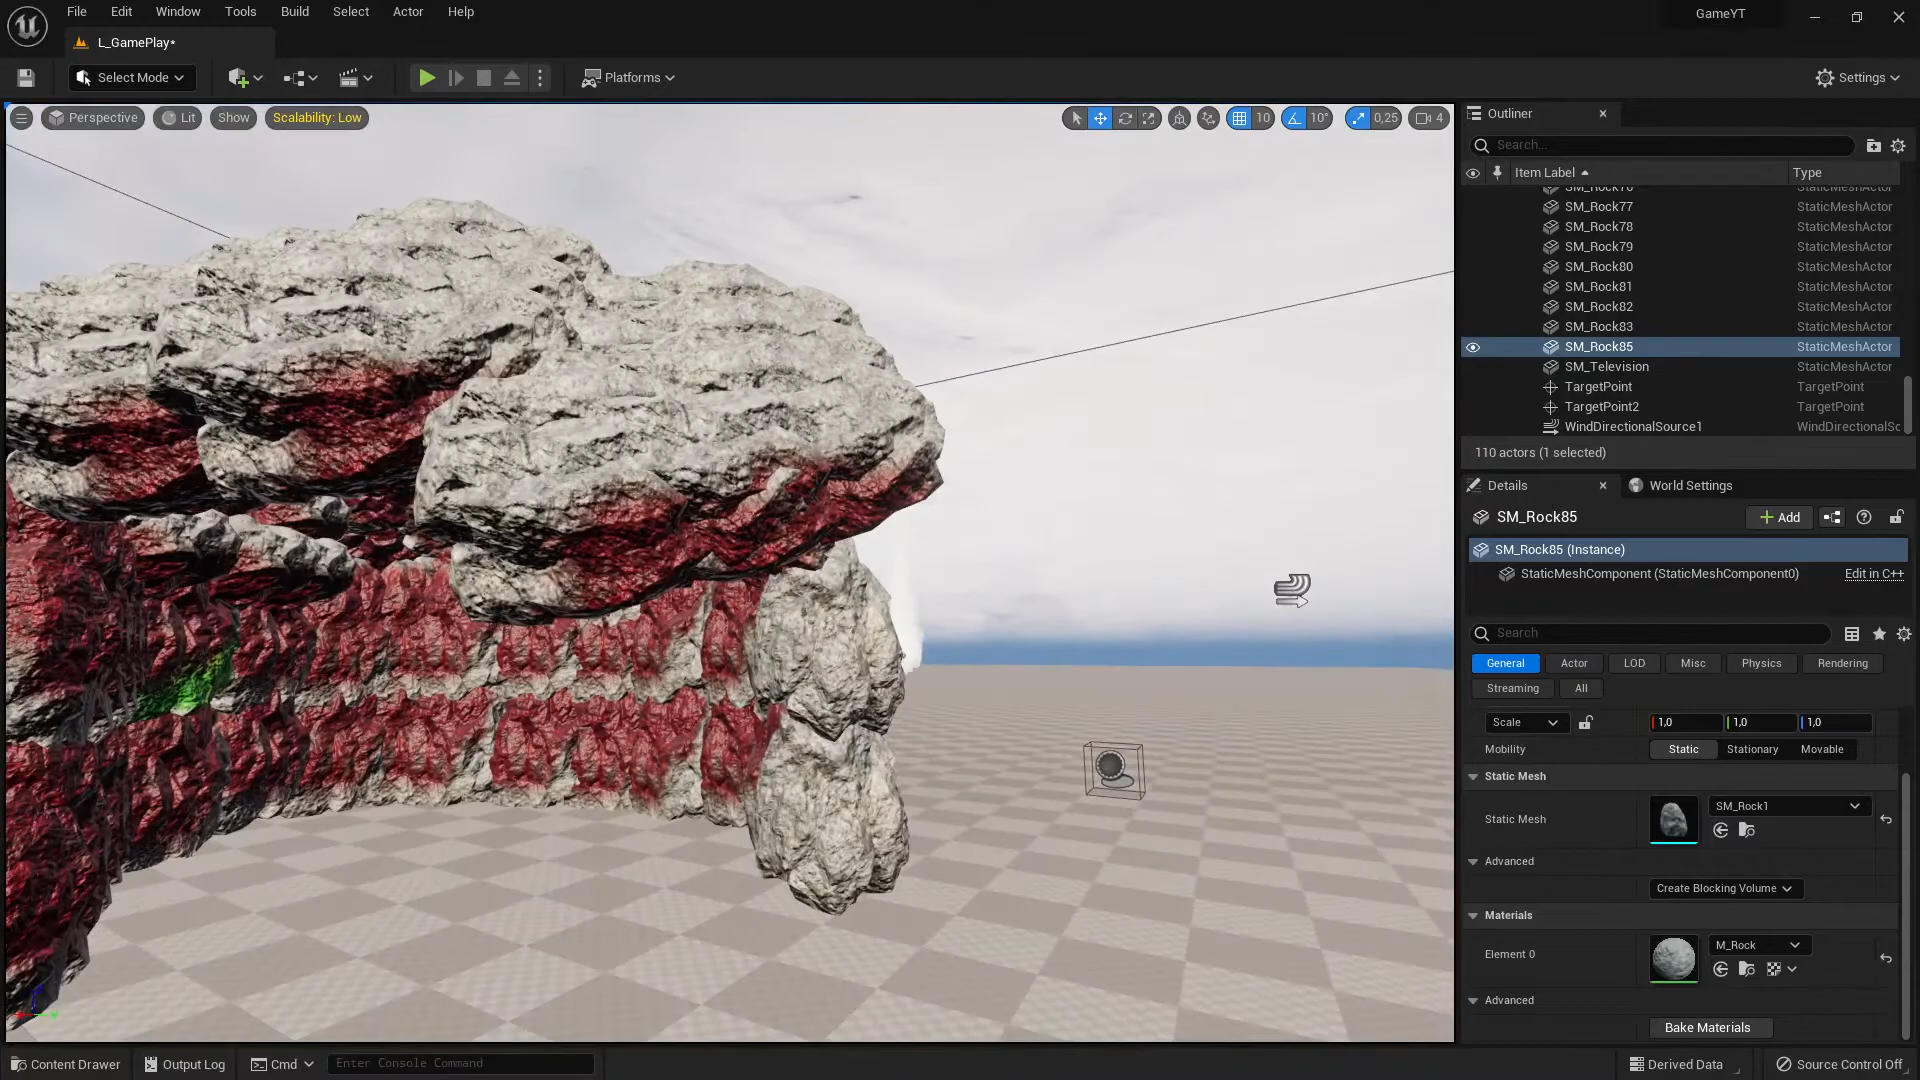 File Edit Window Tools Build Select Actor Help
GameYT
L_GamePlay*
Select Mode
Platforms
Settings
Perspective Lit Show Scalability: Low
10 10° 0,25 4
Outliner
Search...
Item Label Type
SM_Rock76 StaticMeshActor
SM_Rock77 StaticMeshActor
SM_Rock78 StaticMeshActor
SM_Rock79 StaticMeshActor
SM_Rock80 StaticMeshActor
SM_Rock81 StaticMeshActor
SM_Rock82 StaticMeshActor
SM_Rock83 StaticMeshActor
SM_Rock85 StaticMeshActor
SM_Television StaticMeshActor
TargetPoint TargetPoint
TargetPoint2 TargetPoint
WindDirectionalSource1 WindDirectionalSc
110 actors (1 selected)
Details World Settings
SM_Rock85 Add
SM_Rock85 (Instance)
StaticMeshComponent (StaticMeshComponent0) Edit in C++
Search
General Actor LOD Misc Physics Rendering
Streaming All
Scale 1,0 1,0 1,0
Mobility Static Stationary Movable
Static Mesh
Static Mesh SM_Rock1
Advanced
Create Blocking Volume
Materials
Element 0 M_Rock
Advanced
Bake Materials
Content Drawer Output Log Cmd Enter Console Command Derived Data Source Control Off